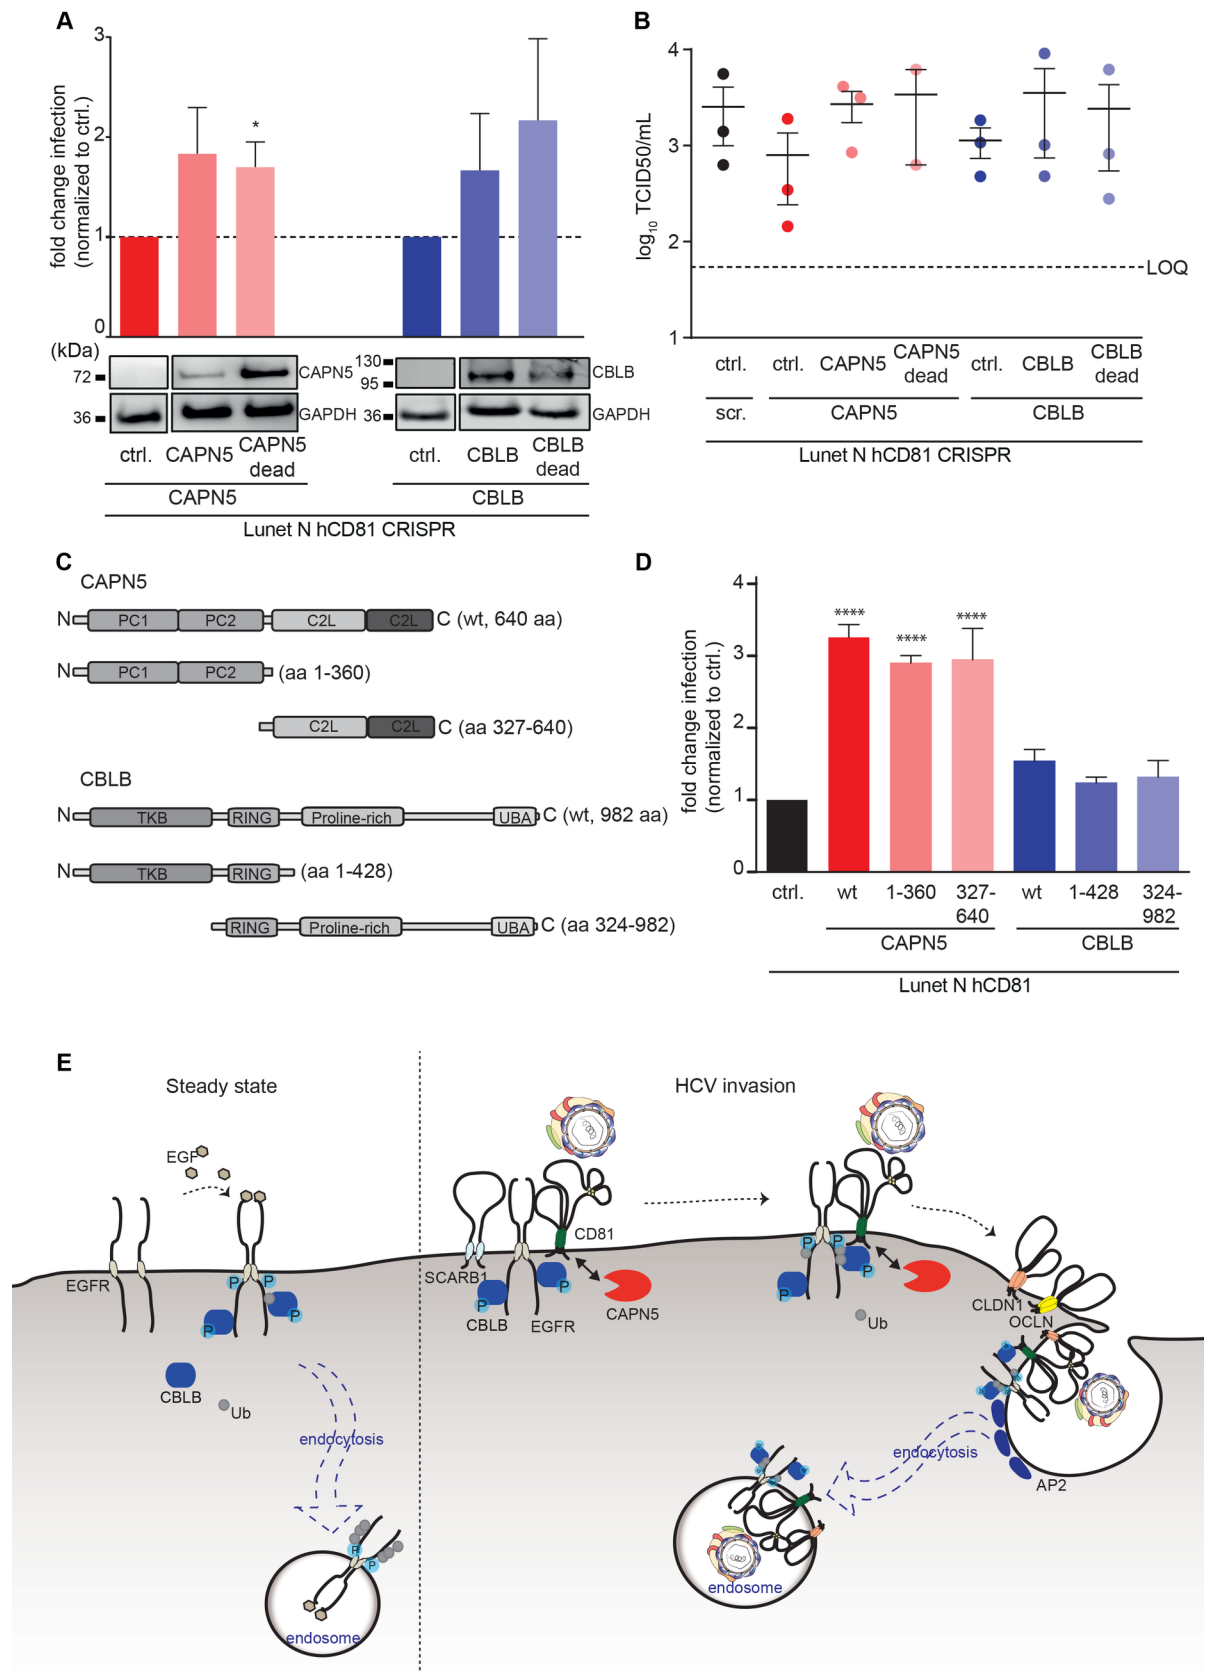 A
fold change infection
(normalized to ctrl.)
3
2
1
0
*
(kDa)
72
36
CAPN5
GAPDH
130
95
36
CBLB
GAPDH
ctrl.
CAPN5
CAPN5
dead
ctrl.
CBLB
CBLB
dead
CAPN5
CBLB
Lunet N hCD81 CRISPR
B
log10 TCID50/mL
4
3
2
1
LOQ
ctrl.
ctrl.
CAPN5
CAPN5
dead
ctrl.
CBLB
CBLB
dead
scr.
CAPN5
CBLB
Lunet N hCD81 CRISPR
C
CAPN5
N PC1 PC2 C2L C2L C (wt, 640 aa)
N PC1 PC2 (aa 1-360)
C2L C2L C (aa 327-640)
CBLB
N TKB RING Proline-rich UBA C (wt, 982 aa)
N TKB RING (aa 1-428)
RING Proline-rich UBA C (aa 324-982)
D
fold change infection
(normalized to ctrl.)
4
3
2
1
0
****
****
****
ctrl.
wt
1-360
327-
640
wt
1-428
324-
982
CAPN5
CBLB
Lunet N hCD81
E
Steady state
HCV invasion
EGF
EGFR
P
P
P
P
CBLB
Ub
endocytosis
P
P
endosome
SCARB1
CD81
P
P
CBLB
EGFR
CAPN5
P
P
P
P
Ub
CLDN1
OCLN
AP2
endocytosis
endosome